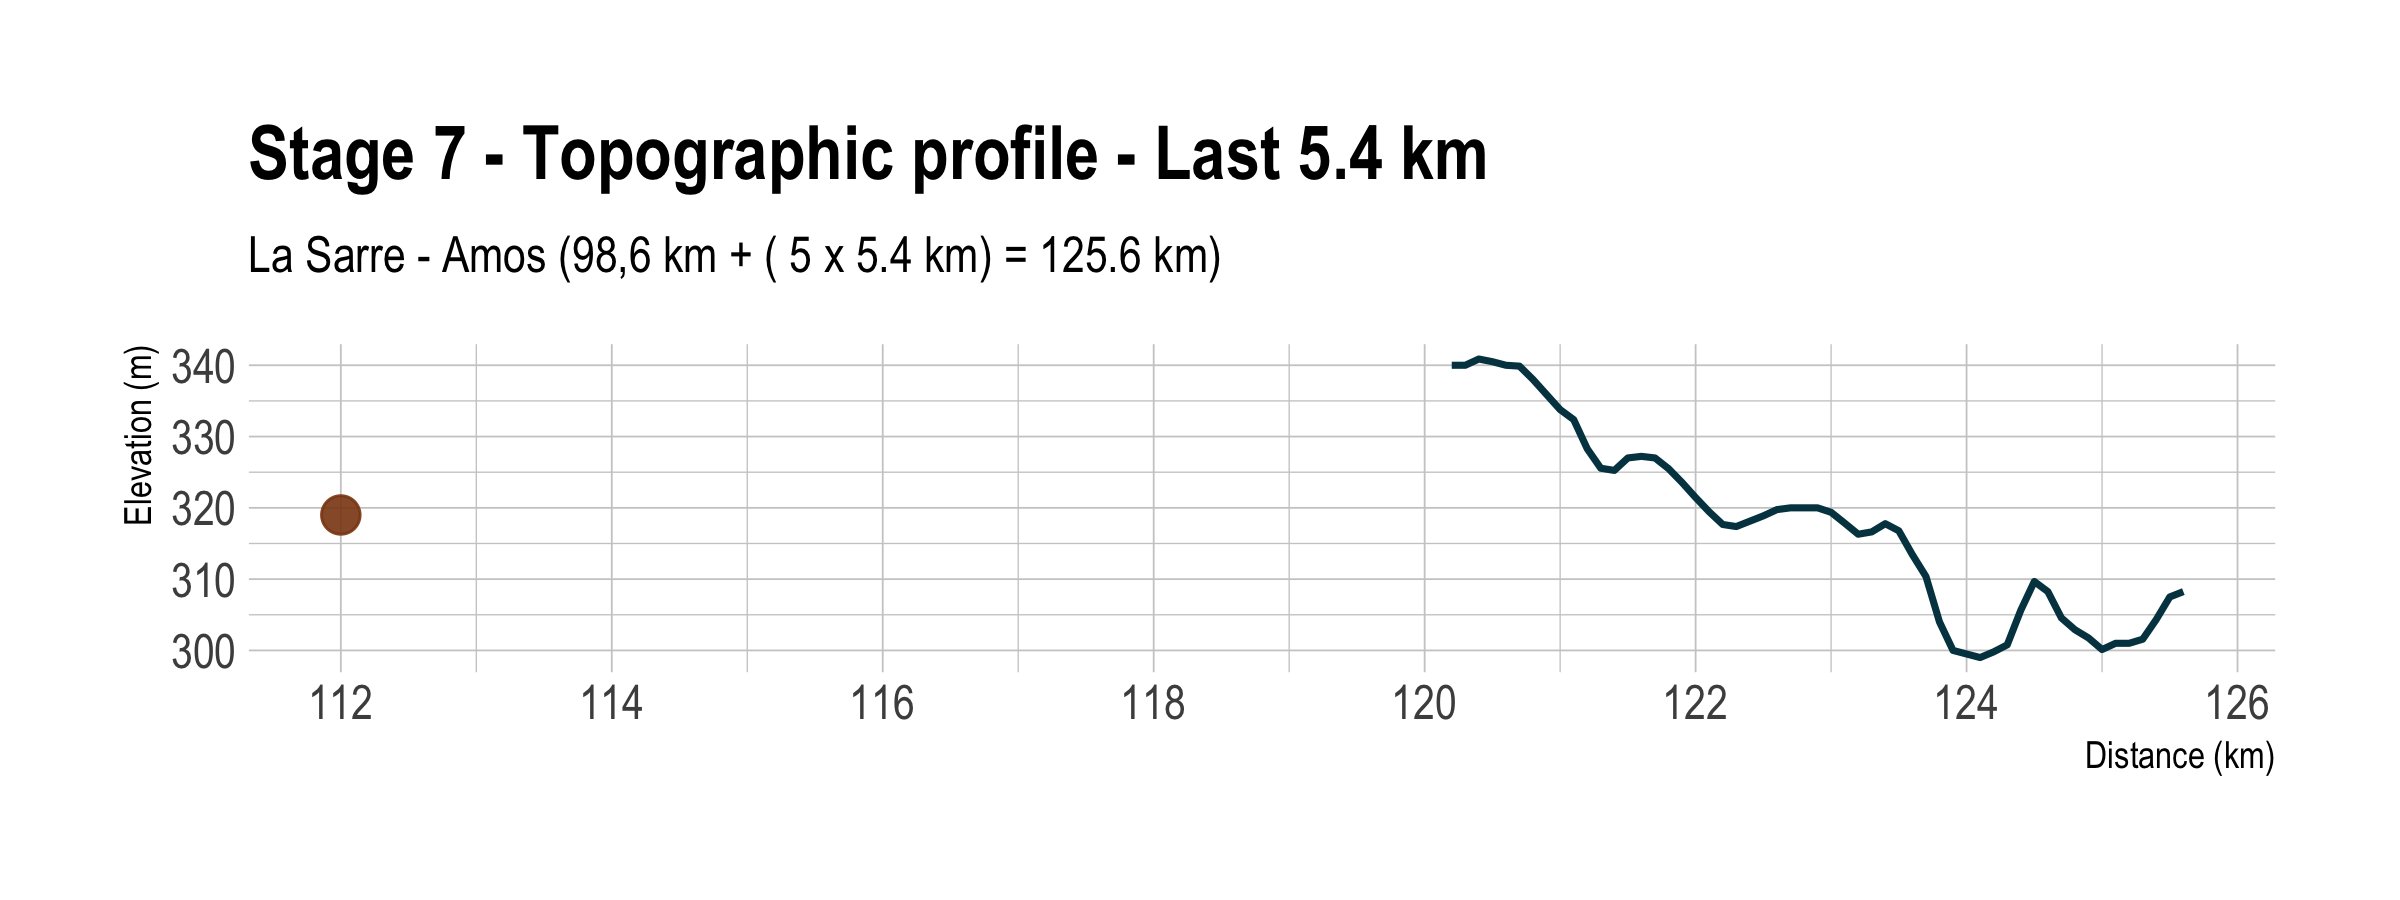 Stage 7 - Topographic profile - Last 5.4 km
La Sarre - Amos (98,6 km + ( 5 x 5.4 km) = 125.6 km)
Elevation (m)
340
330
320
310
300
112 114 116 118 120 122 124 126
Distance (km)